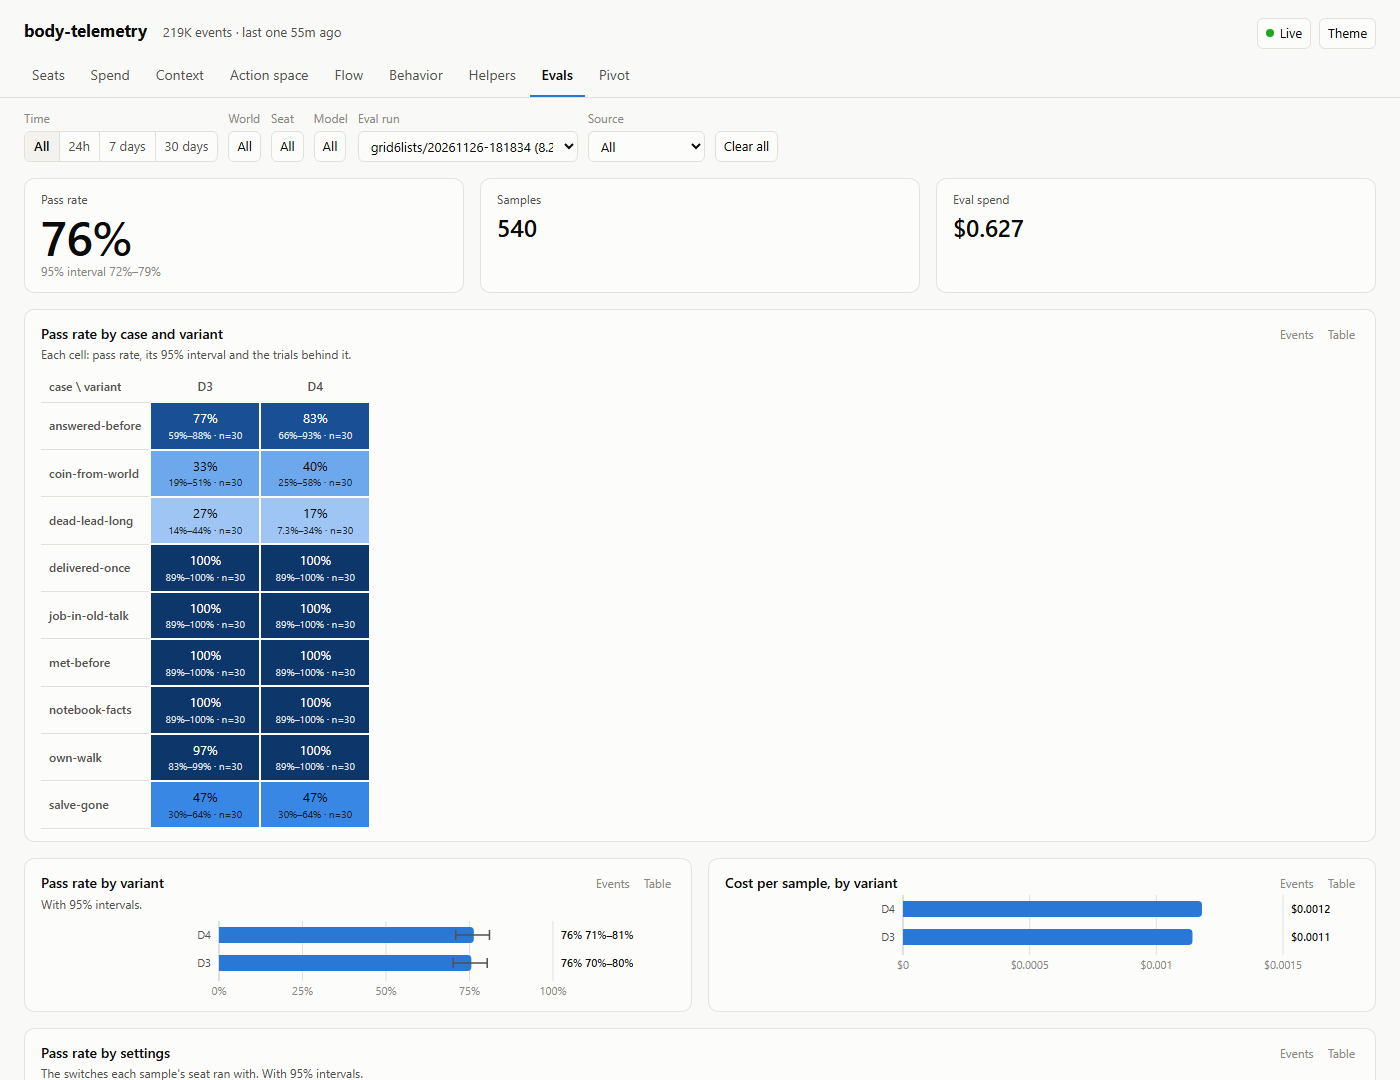 body-telemetry 219K events · last one 55m ago Live Theme
Seats Spend Context Action space Flow Behavior Helpers Evals Pivot
Time World Seat Model Eval run Source
All 24h 7 days 30 days All All All grid6lists/20261126-181834 (8.2 All Clear all
Pass rate
76%
95% interval 72%–79%
Samples
540
Eval spend
$0.627
Pass rate by case and variant Events Table
Each cell: pass rate, its 95% interval and the trials behind it.
case \ variant D3 D4
answered-before 77% 83%
59%–88% · n=30 66%–93% · n=30
coin-from-world 33% 40%
19%–51% · n=30 25%–58% · n=30
dead-lead-long 27% 17%
14%–44% · n=30 7.3%–34% · n=30
delivered-once 100% 100%
89%–100% · n=30 89%–100% · n=30
job-in-old-talk 100% 100%
89%–100% · n=30 89%–100% · n=30
met-before 100% 100%
89%–100% · n=30 89%–100% · n=30
notebook-facts 100% 100%
89%–100% · n=30 89%–100% · n=30
own-walk 97% 100%
83%–99% · n=30 89%–100% · n=30
salve-gone 47% 47%
30%–64% · n=30 30%–64% · n=30
Pass rate by variant Events Table
With 95% intervals.
D4 76% 71%–81%
D3 76% 70%–80%
0% 25% 50% 75% 100%
Cost per sample, by variant Events Table
D4 $0.0012
D3 $0.0011
$0 $0.0005 $0.001 $0.0015
Pass rate by settings Events Table
The switches each sample's seat ran with. With 95% intervals.